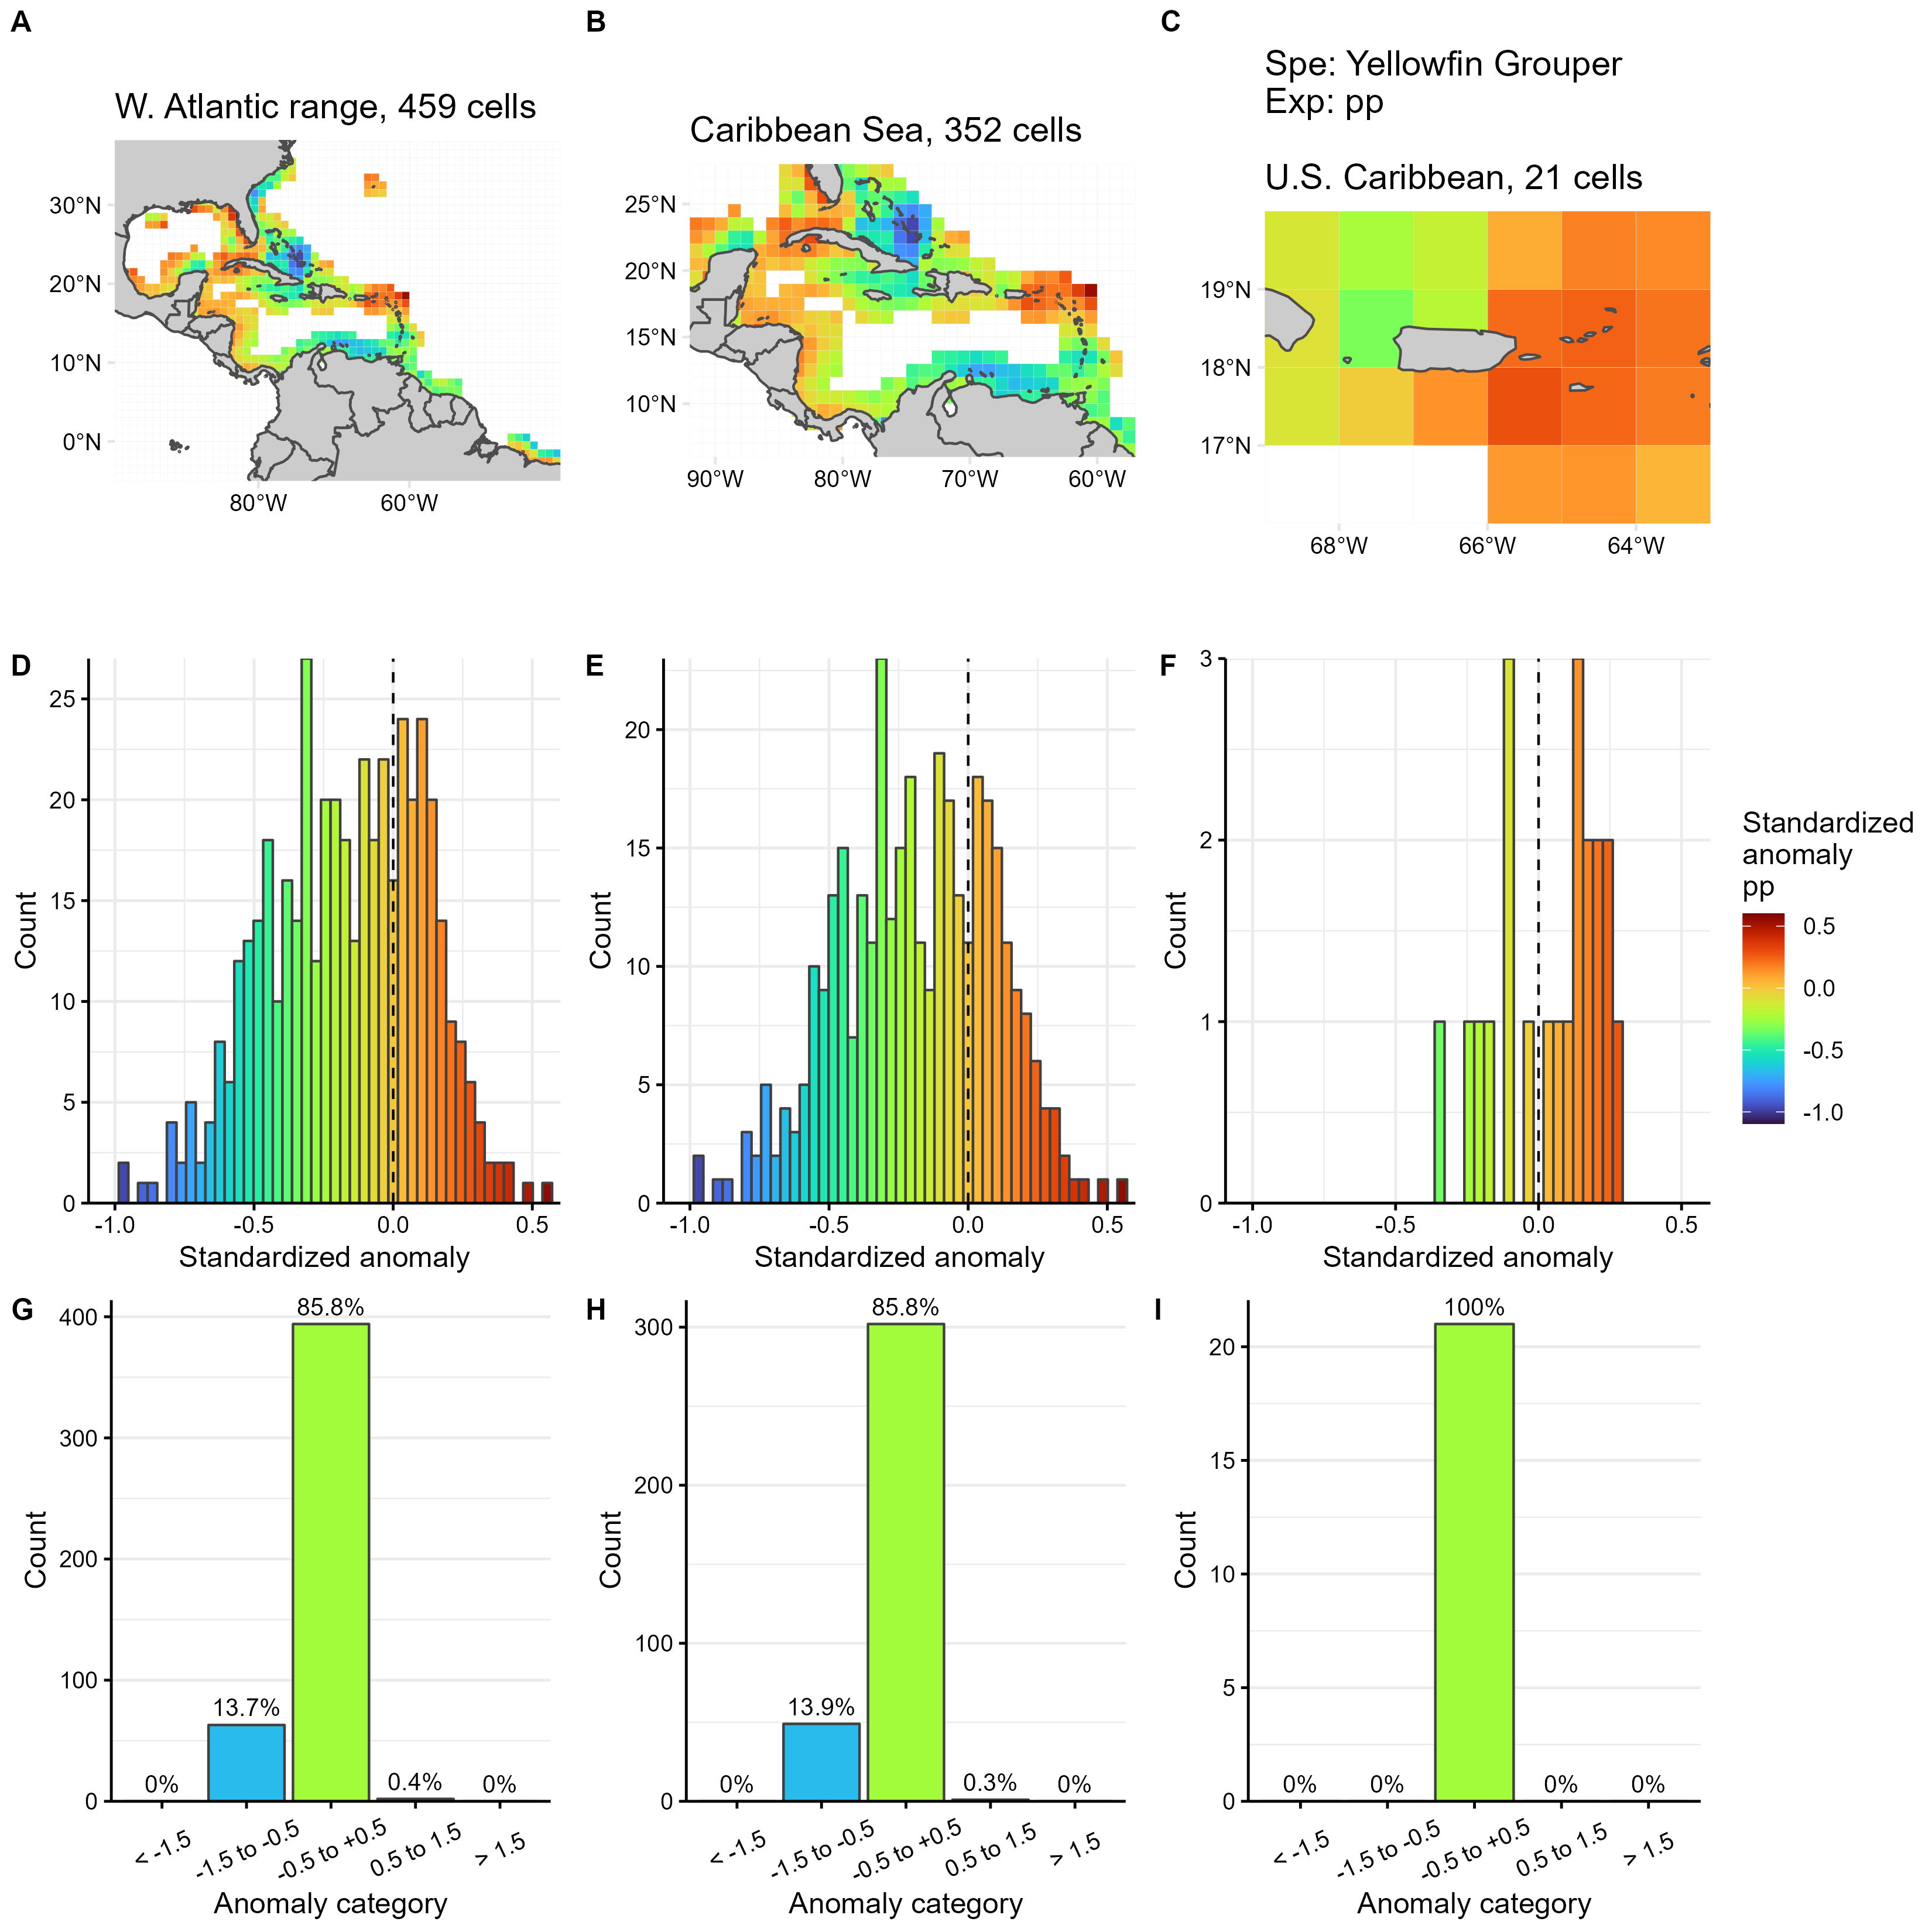 A
B
C
Spe: Yellowfin Grouper
Exp: pp
W. Atlantic range, 459 cells
Caribbean Sea, 352 cells
U.S. Caribbean, 21 cells
30°N
20°N
10°N
0°N
80°W
60°W
25°N
20°N
15°N
10°N
90°W
80°W
70°W
60°W
19°N
18°N
17°N
68°W
66°W
64°W
D
25
20
15
10
5
0
Count
-1.0
-0.5
0.0
0.5
Standardized anomaly
E
20
15
10
5
0
Count
-1.0
-0.5
0.0
0.5
Standardized anomaly
F
3
2
1
0
Count
-1.0
-0.5
0.0
0.5
Standardized anomaly
Standardized
anomaly
pp
0.5
0.0
-0.5
-1.0
G
400
300
200
100
0
Count
0%
13.7%
85.8%
0.4%
0%
< -1.5
-1.5 to -0.5
-0.5 to +0.5
0.5 to 1.5
> 1.5
Anomaly category
H
300
200
100
0
Count
0%
13.9%
85.8%
0.3%
0%
< -1.5
-1.5 to -0.5
-0.5 to +0.5
0.5 to 1.5
> 1.5
Anomaly category
I
20
15
10
5
0
Count
0%
0%
100%
0%
0%
< -1.5
-1.5 to -0.5
-0.5 to +0.5
0.5 to 1.5
> 1.5
Anomaly category